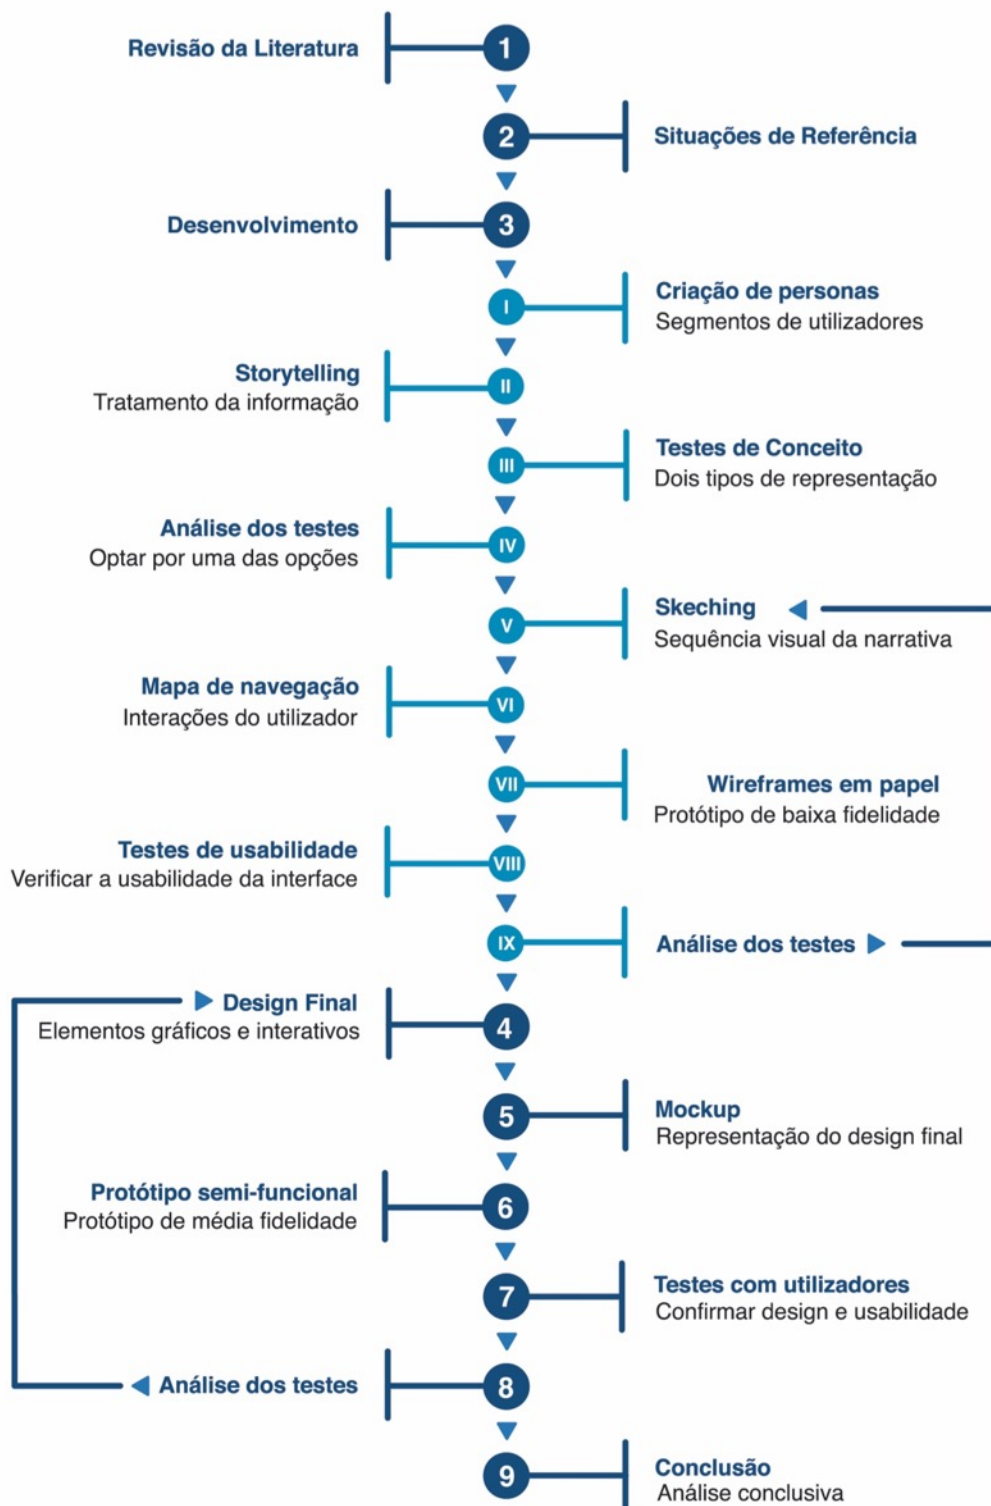 Revisão da Literatura
1
2
Situações de Referência
Desenvolvimento
3
I
Criação de personas
Segmentos de utilizadores
Storytelling
Tratamento da informação
II
III
Testes de Conceito
Dois tipos de representação
Análise dos testes
Optar por uma das opções
IV
V
Skeching
Sequência visual da narrativa
Mapa de navegação
Interações do utilizador
VI
VII
Wireframes em papel
Protótipo de baixa fidelidade
Testes de usabilidade
Verificar a usabilidade da interface
VIII
IX
Análise dos testes
Design Final
Elementos gráficos e interativos
4
5
Mockup
Representação do design final
Protótipo semi-funcional
Protótipo de média fidelidade
6
7
Testes com utilizadores
Confirmar design e usabilidade
Análise dos testes
8
9
Conclusão
Análise conclusiva